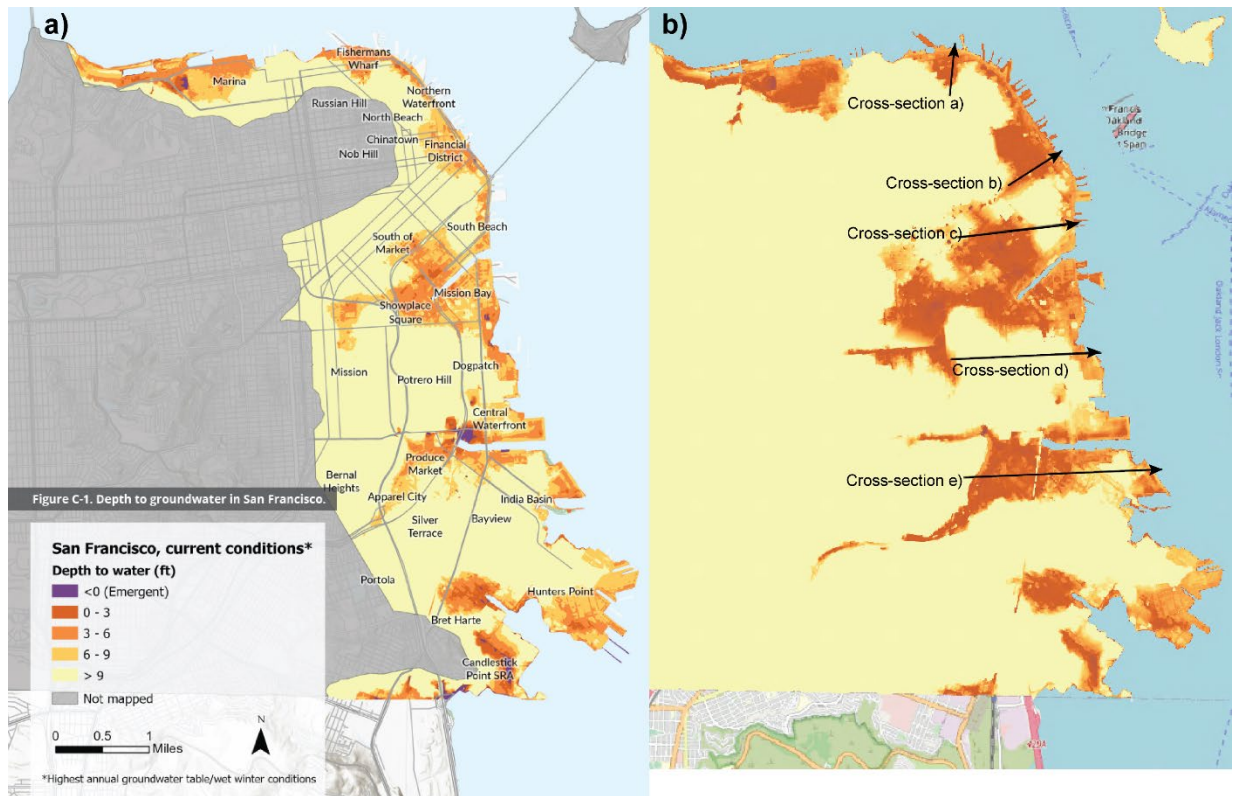 a)
Fishermans
Wharf
Marina
Northern
Waterfront
Russian Hill
North Beach
Chinatown
Financial
District
Nob Hill
South Beach
South of
Market
Mission Bay
Showplace
Square
Dogpatch
Mission
Potrero Hill
Central
Waterfront
Produce
Market
Bernal
Heights
Apparel City
India Basin
Silver
Terrace
Bayview
Portola
Hunters Point
Bret Harte
Candlestick
Point SRA
Figure C-1. Depth to groundwater in San Francisco.
San Francisco, current conditions*
Depth to water (ft)
<0 (Emergent)
0 - 3
3 - 6
6 - 9
> 9
Not mapped
N
0 0.5 1
Miles
*Highest annual groundwater table/wet winter conditions
b)
Cross-section a)
Francis
Oakland
Bridge
Span
Cross-section b)
Cross-section c)
Cross-section d)
Cross-section e)